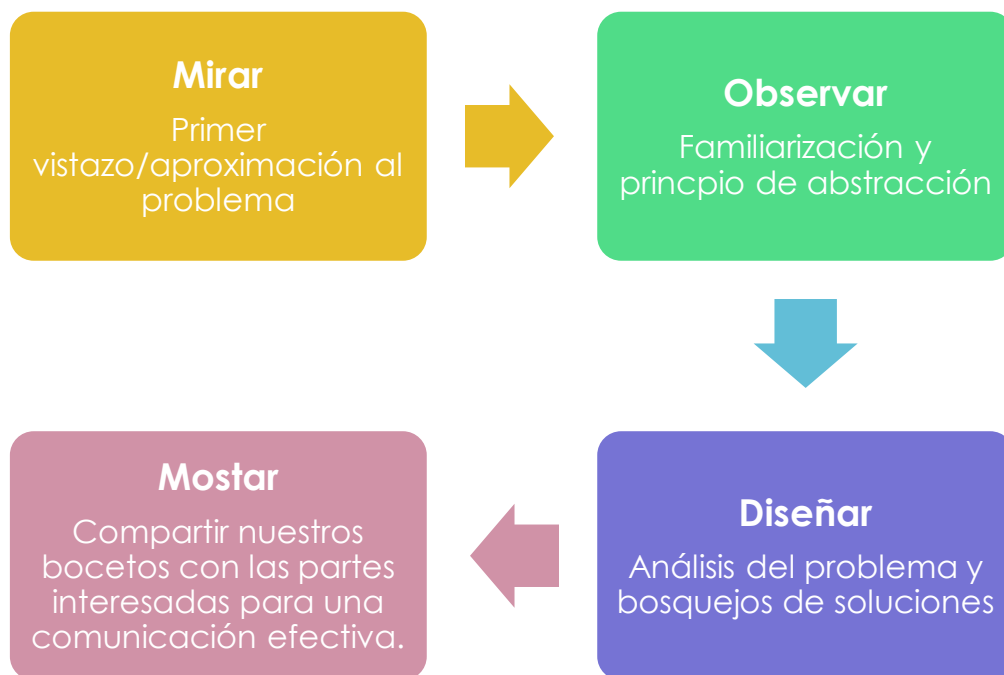 Mirar
Primer
vistazo/aproximación al
problema
Observar
Familiarización y
princpio de abstracción
Diseñar
Análisis del problema y
bosquejos de soluciones
Mostar
Compartir nuestros
bocetos con las partes
interesadas para una
comunicación efectiva.